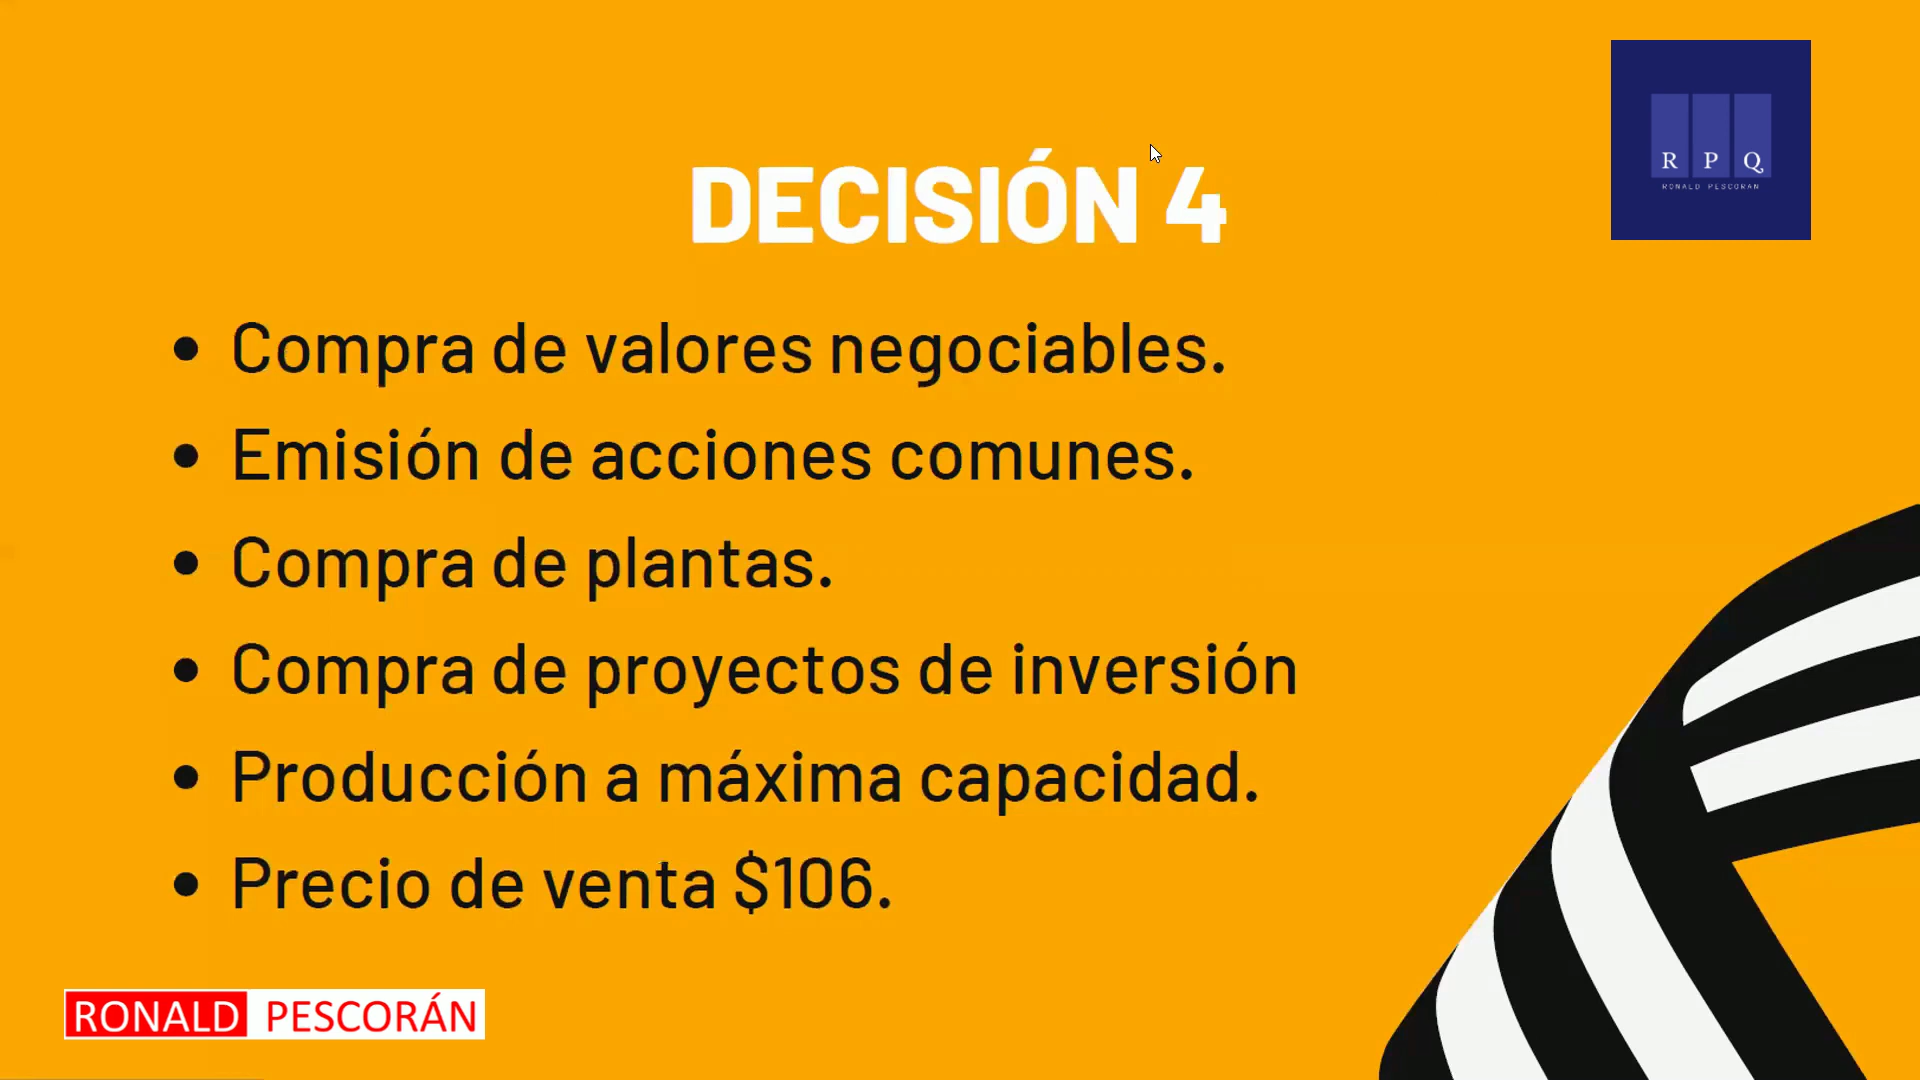 R P Q
RONALD PESCORAN
DECISIÓN 4
• Compra de valores negociables.
• Emisión de acciones comunes.
• Compra de plantas.
• Compra de proyectos de inversión
• Producción a máxima capacidad.
• Precio de venta $106.
RONALD PESCORÁN